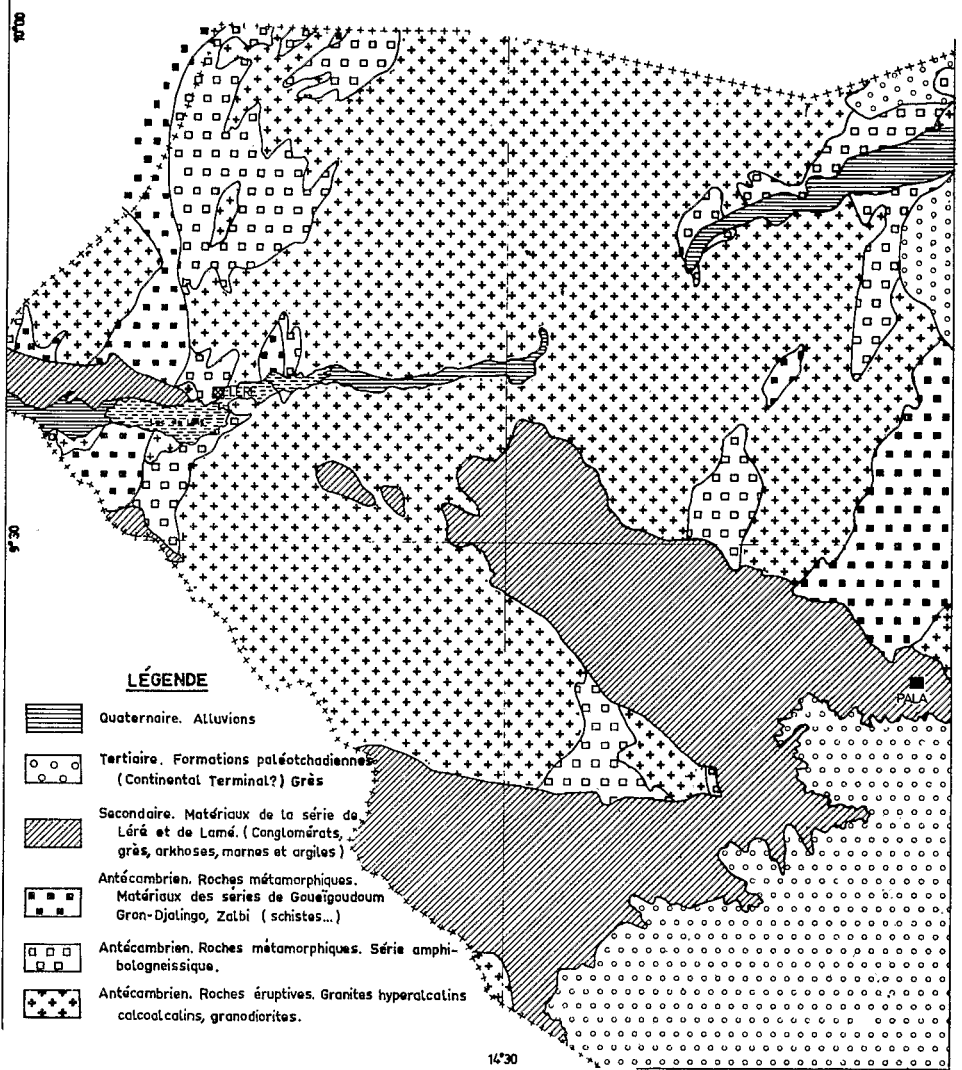 10°00
LÉRÉ
9°30
PALA
LÉGENDE
Quaternaire. Alluvions
Tertiaire. Formations paléotchadiennes
(Continental Terminal?) Grès
Secondaire. Matériaux de la série de
Léré et de Lamé. (Conglomérats,
grès, arkhoses, marnes et argiles)
Antécambrien. Roches métamorphiques.
Matériaux des séries de Goueïgoudoum
Gron-Djalingo, Zalbi (schistes...)
Antécambrien. Roches métamorphiques. Série amphi-
bologneissique.
Antécambrien. Roches éruptives. Granites hyperalcalins
calcoalcalins, granodiorites.
14°30